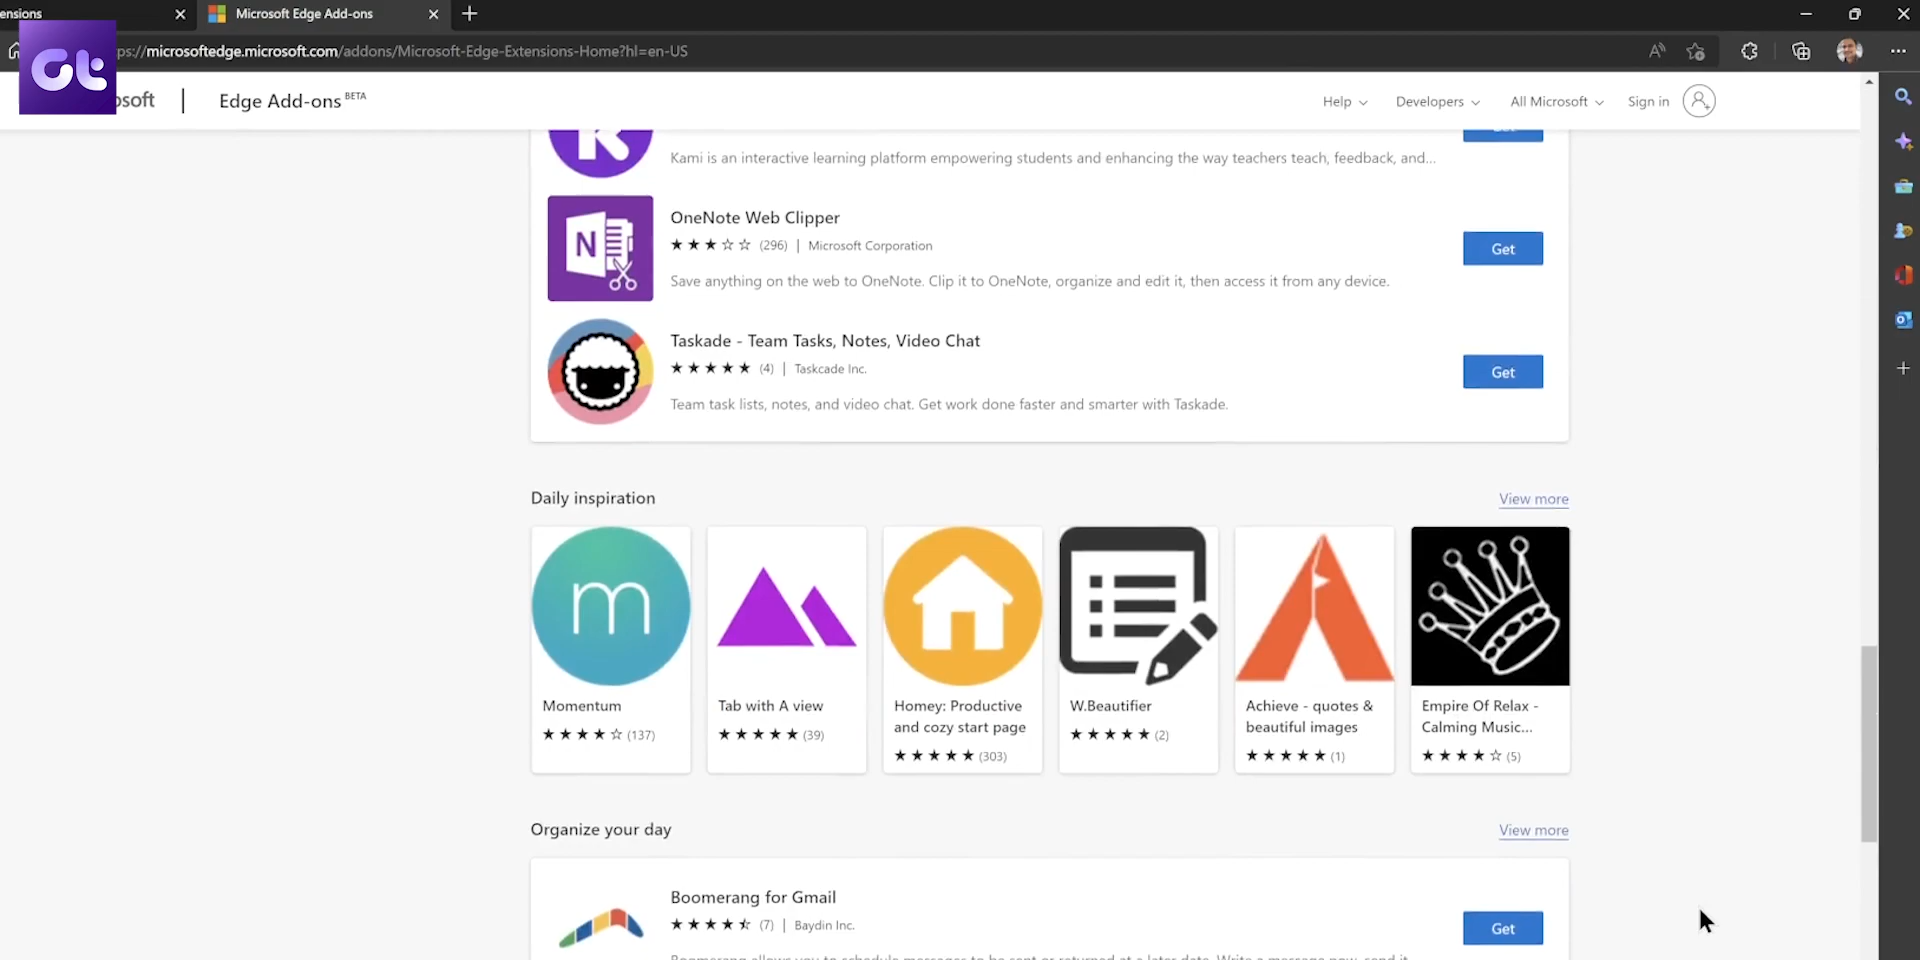 ensions
Microsoft Edge Add-ons
ps://microsoftedge.microsoft.com/addons/Microsoft-Edge-Extensions-Home?hl=en-US
Gt
osoft
Edge Add-ons BETA
Help
Developers
All Microsoft
Sign in
Kami is an interactive learning platform empowering students and enhancing the way teachers teach, feedback, and...
OneNote Web Clipper
(296) | Microsoft Corporation
Get
Save anything on the web to OneNote. Clip it to OneNote, organize and edit it, then access it from any device.
Taskade - Team Tasks, Notes, Video Chat
(4) | Taskcade Inc.
Get
Team task lists, notes, and video chat. Get work done faster and smarter with Taskade.
Daily inspiration
View more
m
Momentum
(137)
Tab with A view
(39)
Homey: Productive
and cozy start page
(303)
W.Beautifier
(2)
Achieve - quotes &
beautiful images
(1)
Empire Of Relax -
Calming Music...
(5)
Organize your day
View more
Boomerang for Gmail
(7) | Baydin Inc.
Get